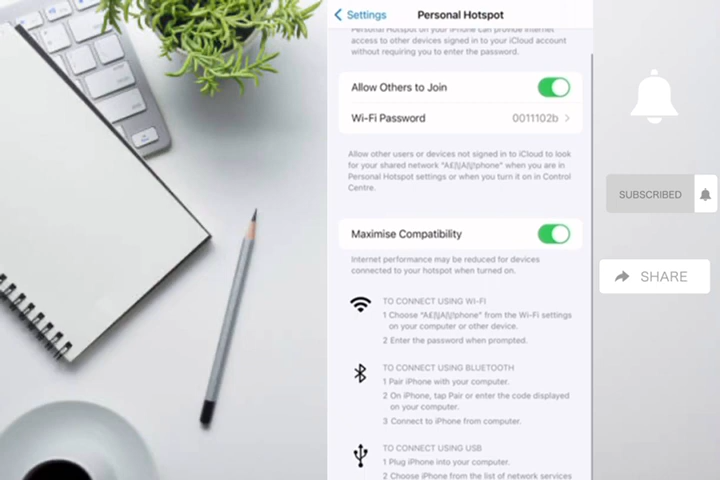 Settings
Personal Hotspot
Personal Hotspot on your iPhone can provide Internet
access to other devices signed in to your iCloud account
without requiring you to enter the password.
Allow Others to Join
Wi-Fi Password 0011102b
Allow other users or devices not signed in to iCloud to look
for your shared network when you are in
Personal Hotspot settings or when you turn it on in Control
Centre.
Maximise Compatibility
Internet performance may be reduced for devices
connected to your hotspot when turned on.
TO CONNECT USING WI-FI
1 Choose from the Wi-Fi settings
on your computer or other device.
2 Enter the password when prompted.
TO CONNECT USING BLUETOOTH
1 Pair iPhone with your computer.
2 On iPhone, tap Pair or enter the code displayed
on your computer.
3 Connect to iPhone from computer.
TO CONNECT USING USB
1 Plug iPhone into your computer.
2 Choose iPhone from the list of network services
SUBSCRIBED
SHARE